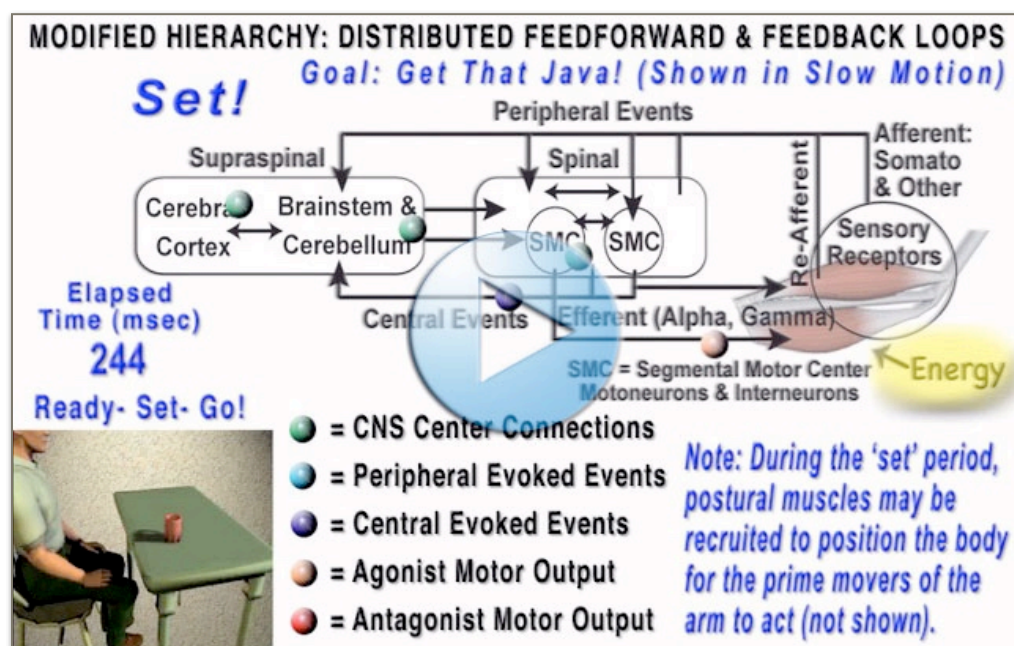 MODIFIED HIERARCHY: DISTRIBUTED FEEDFORWARD & FEEDBACK LOOPS
Goal: Get That Java! (Shown in Slow Motion)
Set!
Peripheral Events
Supraspinal
Spinal
Afferent:
Somato
& Other
Cerebral
Cortex
Brainstem &
Cerebellum
SMC
SMC
Re-Afferent
Sensory
Receptors
Elapsed
Time (msec)
244
Central Events
Efferent (Alpha, Gamma)
SMC = Segmental Motor Center
Motoneurons & Interneurons
Energy
Ready- Set- Go!
= CNS Center Connections
= Peripheral Evoked Events
= Central Evoked Events
= Agonist Motor Output
= Antagonist Motor Output
Note: During the ‘set’ period,
postural muscles may be
recruited to position the body
for the prime movers of the
arm to act (not shown).